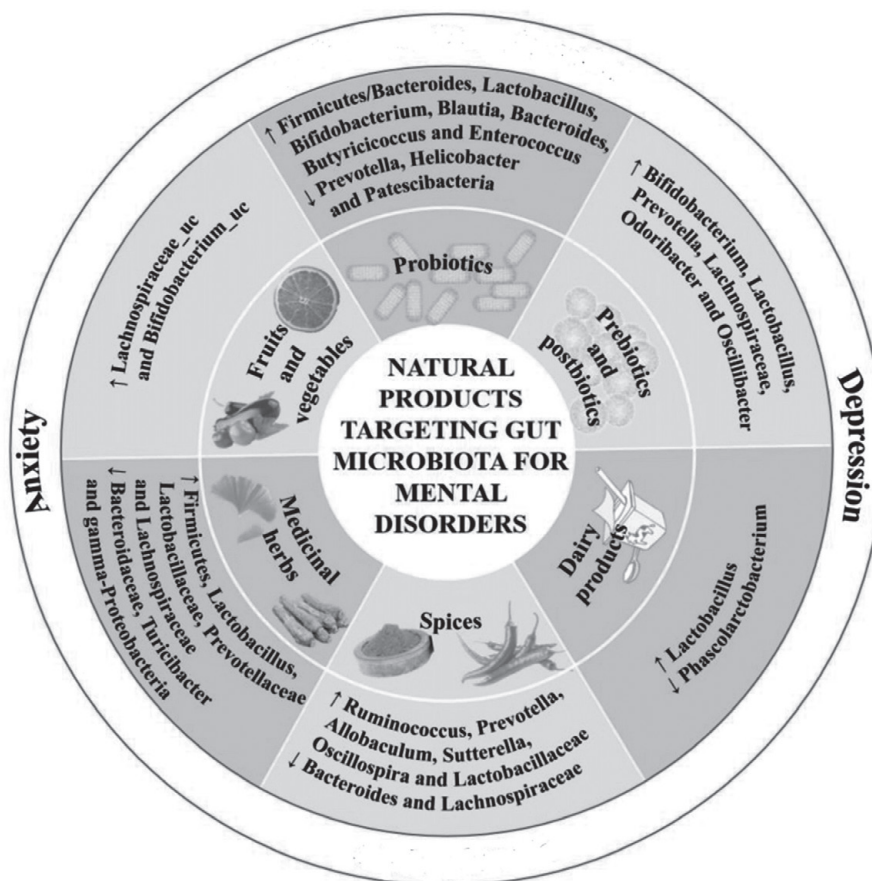 ↑ Firmicutes/Bacteroides, Lactobacillus,
Bifidobacterium, Blautia, Bacteroides,
Butyricicoccus and Enterococcus
↓ Prevotella, Helicobacter
and Patescibacteria
Probiotics
↑ Bifidobacterium, Lactobacillus,
Prevotella, Lachnospiraceae,
Odoribacter and Oscillibacter
Prebiotics
and
postbiotics
Depression
↑ Lactobacillus
↓ Phascolarctobacterium
Dairy
products
Spices
↑ Ruminococcus, Prevotella,
Allobaculum, Sutterella,
Oscillospira and Lactobacillaceae
↓ Bacteroides and Lachnospiraceae
Medicinal
herbs
↑ Firmicutes, Lactobacillus,
Lactobacillaceae, Prevotellaceae
and Lachnospiraceae
↓ Bacteroidaceae, Turicibacter
and gamma-Proteobacteria
Anxiety
↑ Lachnospiraceae_uc
and Bifidobacterium_uc
Fruits
and
vegetables
NATURAL
PRODUCTS
TARGETING GUT
MICROBIOTA FOR
MENTAL
DISORDERS